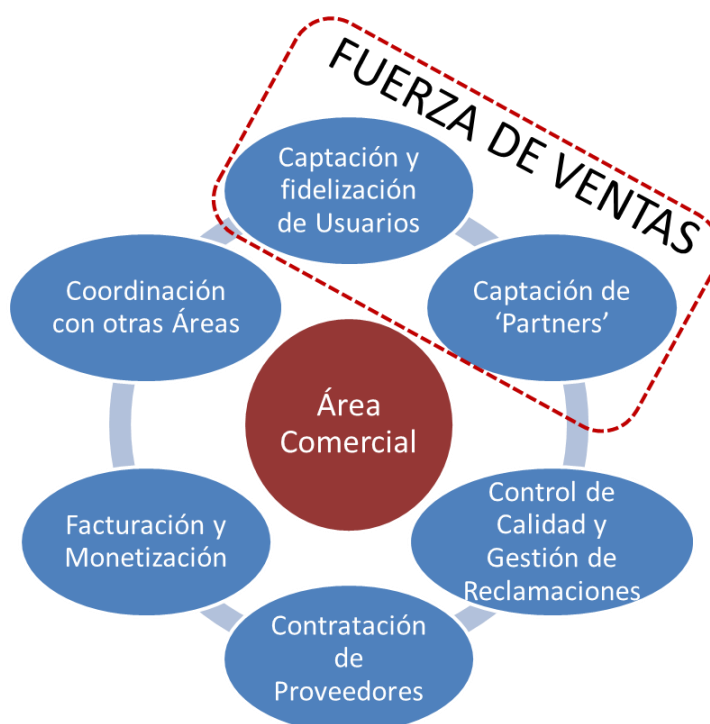 FUERZA DE VENTAS
Captación y
fidelización
de Usuarios
Captación de
‘Partners’
Control de
Calidad y
Gestión de
Reclamaciones
Contratación
de
Proveedores
Facturación y
Monetización
Coordinación
con otras Áreas
Área
Comercial